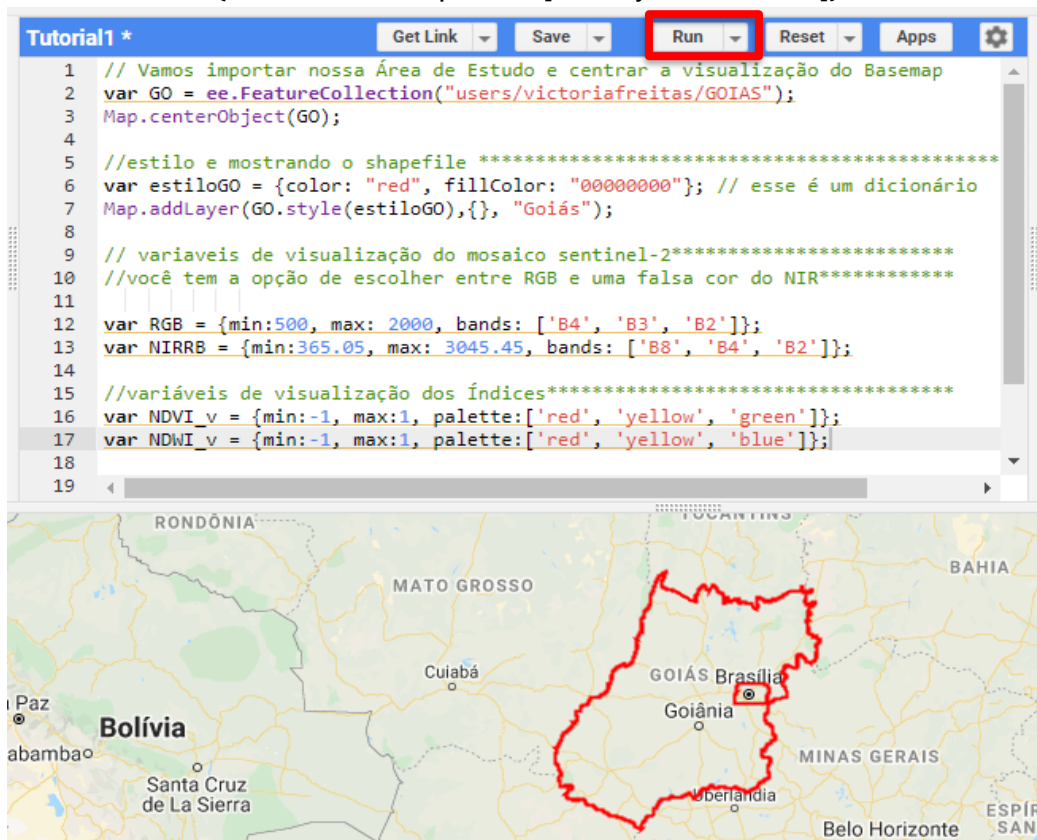 Tutorial1 *
Get Link
Save
Run
Reset
Apps
1 // Vamos importar nossa Área de Estudo e centrar a visualização do Basemap
2 var GO = ee.FeatureCollection("users/victoriafreitas/GOIAS");
3 Map.centerObject(GO);
4
5 //estilo e mostrando o shapefile **********************************************
6 var estiloGO = {color: "red", fillColor: "00000000"}; // esse é um dicionário
7 Map.addLayer(GO.style(estiloGO),{}, "Goiás");
8
9 // variaveis de visualização do mosaico sentinel-2*************************
10 //você tem a opção de escolher entre RGB e uma falsa cor do NIR************
11
12 var RGB = {min:500, max: 2000, bands: ['B4', 'B3', 'B2']};
13 var NIRRB = {min:365.05, max: 3045.45, bands: ['B8', 'B4', 'B2']};
14
15 //variáveis de visualização dos Índices************************************
16 var NDVI_v = {min:-1, max:1, palette:['red', 'yellow', 'green']};
17 var NDWI_v = {min:-1, max:1, palette:['red', 'yellow', 'blue']};
18
19
RONDÔNIA
TOCANTINS
BAHIA
MATO GROSSO
Cuiabá
GOIÁS
Brasília
Goiânia
Paz
Bolívia
abamba
MINAS GERAIS
Santa Cruz
de La Sierra
Uberlandia
ESPÍR
SAN
Belo Horizonte